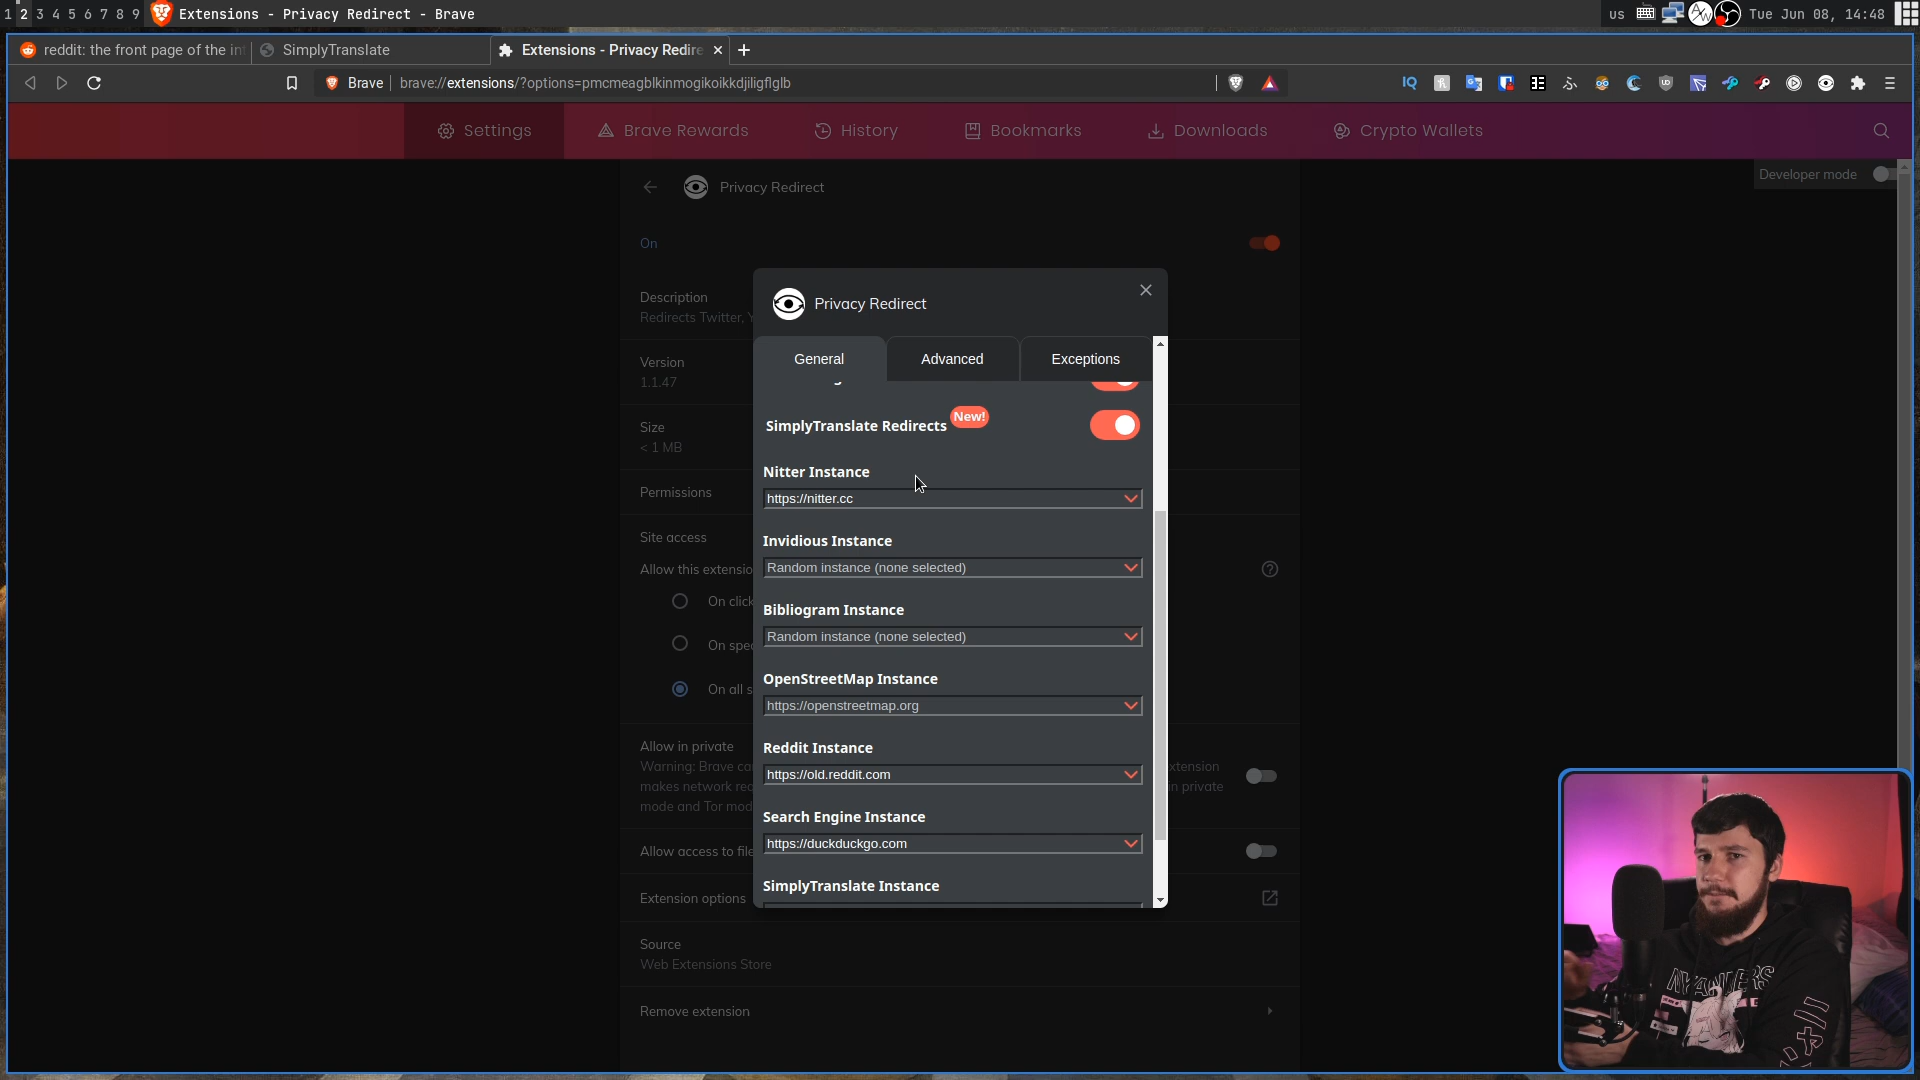 1 2 3 4 5 6 7 8 9 Extensions - Privacy Redirect - Brave
us Tue Jun 08, 14:48
reddit: the front page of the in
SimplyTranslate
Extensions - Privacy Redire
Brave brave://extensions/?options=pmcmeagblkinmogikoikkdjiligflglb
Settings
Brave Rewards
History
Bookmarks
Downloads
Crypto Wallets
Privacy Redirect
Developer mode
On
Description
Redirects Twitter, Y
Version
1.1.47
Size
< 1 MB
Permissions
Site access
Allow this extensio
On click
On spec
On all s
Allow in private
Warning: Brave ca
xtension
makes network rec
n private
mode and Tor mod
Allow access to file
Extension options
Source
Web Extensions Store
Remove extension
Privacy Redirect
General
Advanced
Exceptions
SimplyTranslate Redirects New!
Nitter Instance
https://nitter.cc
Invidious Instance
Random instance (none selected)
Bibliogram Instance
Random instance (none selected)
OpenStreetMap Instance
https://openstreetmap.org
Reddit Instance
https://old.reddit.com
Search Engine Instance
https://duckduckgo.com
SimplyTranslate Instance